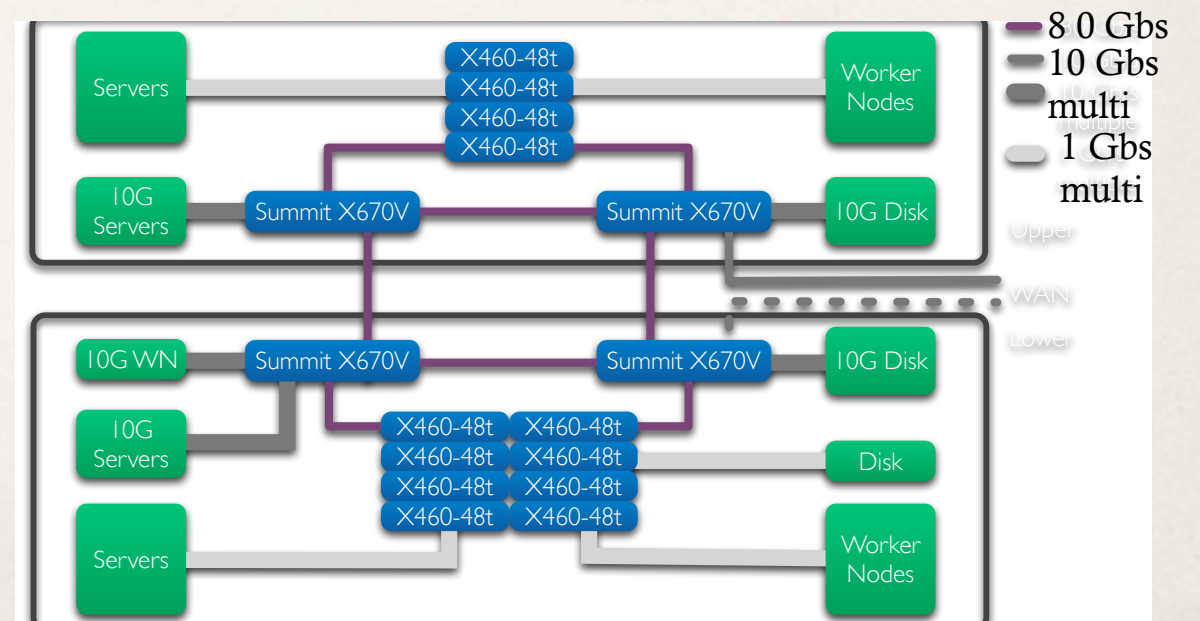 8 0 Gbs
10 Gbs
multi
multiple
1 Gbs
multi
X460-48t
Servers
X460-48t
Worker
Nodes
X460-48t
X460-48t
10G
Servers
Summit X670V
Summit X670V
10G Disk
Upper
WAN
Lower
10G WN
Summit X670V
Summit X670V
10G Disk
10G
Servers
X460-48t
X460-48t
X460-48t
X460-48t
Disk
X460-48t
X460-48t
X460-48t
X460-48t
Servers
Worker
Nodes